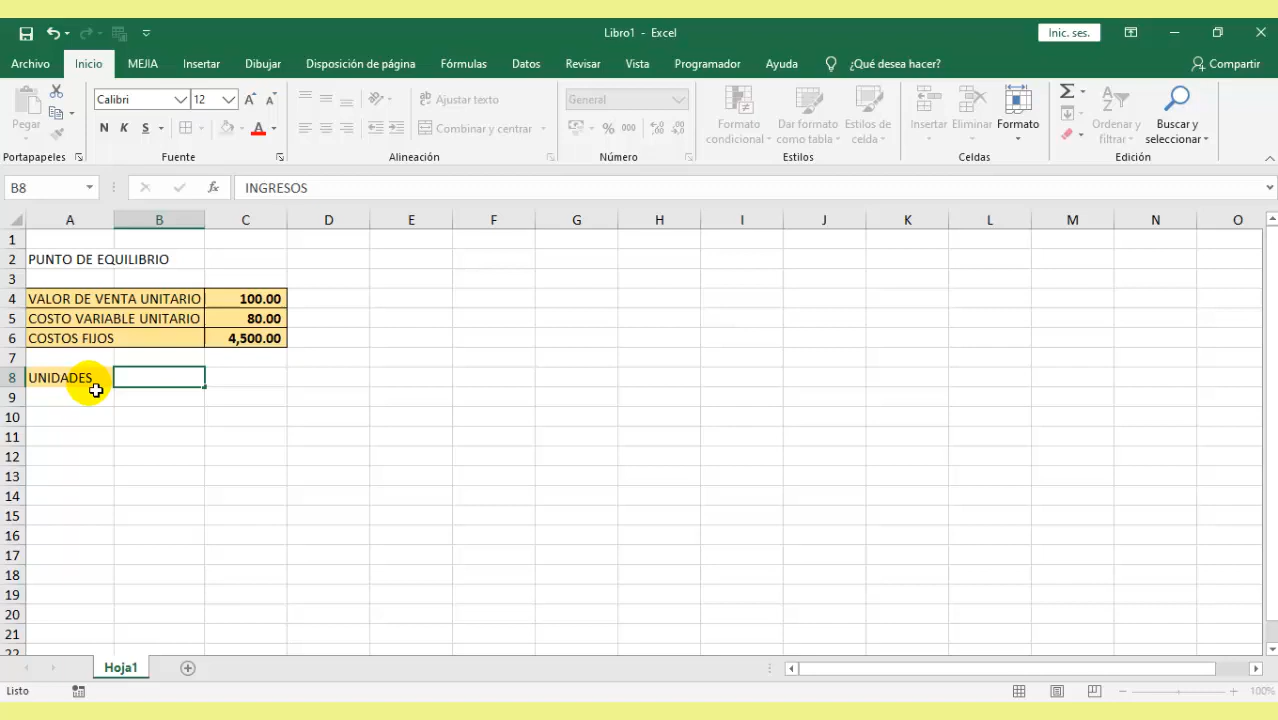 Libro1 - Excel
Inic. ses.
Archivo Inicio MEJIA Insertar Dibujar Disposición de página Fórmulas Datos Revisar Vista Programador Ayuda ¿Qué desea hacer? Compartir
Pegar
Calibri 12
N K S
Ajustar texto
Combinar y centrar
General
% 000
Formato condicional
Dar formato como tabla
Estilos de celda
Insertar Eliminar Formato
Ordenar y filtrar
Buscar y seleccionar
Portapapeles Fuente Alineación Número Estilos Celdas Edición
B8 fx INGRESOS
A B C D E F G H I J K L M N O
1
2 PUNTO DE EQUILIBRIO
3
4 VALOR DE VENTA UNITARIO 100.00
5 COSTO VARIABLE UNITARIO 80.00
6 COSTOS FIJOS 4,500.00
7
8 UNIDADES
9
10
11
12
13
14
15
16
17
18
19
20
21
22
Hoja1
Listo 100%